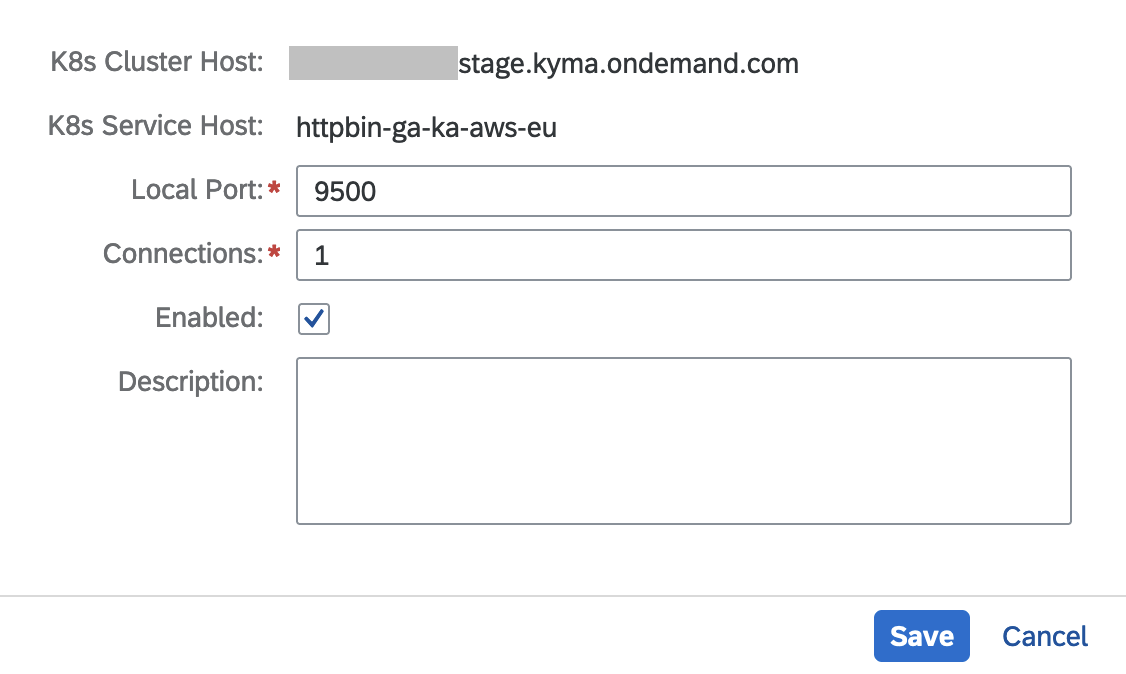 K8s Cluster Host: stage.kyma.ondemand.com
K8s Service Host: httpbin-ga-ka-aws-eu
Local Port:* 9500
Connections:* 1
Enabled:
Description:
Save Cancel